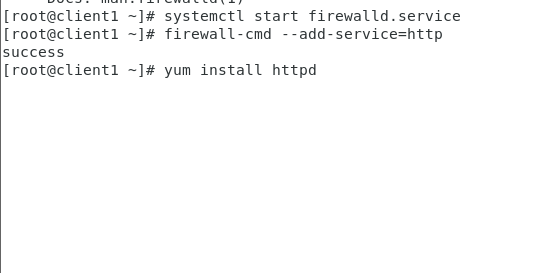 Docs: man:firewalld(1)
[root@client1 ~]# systemctl start firewalld.service
[root@client1 ~]# firewall-cmd --add-service=http
success
[root@client1 ~]# yum install httpd